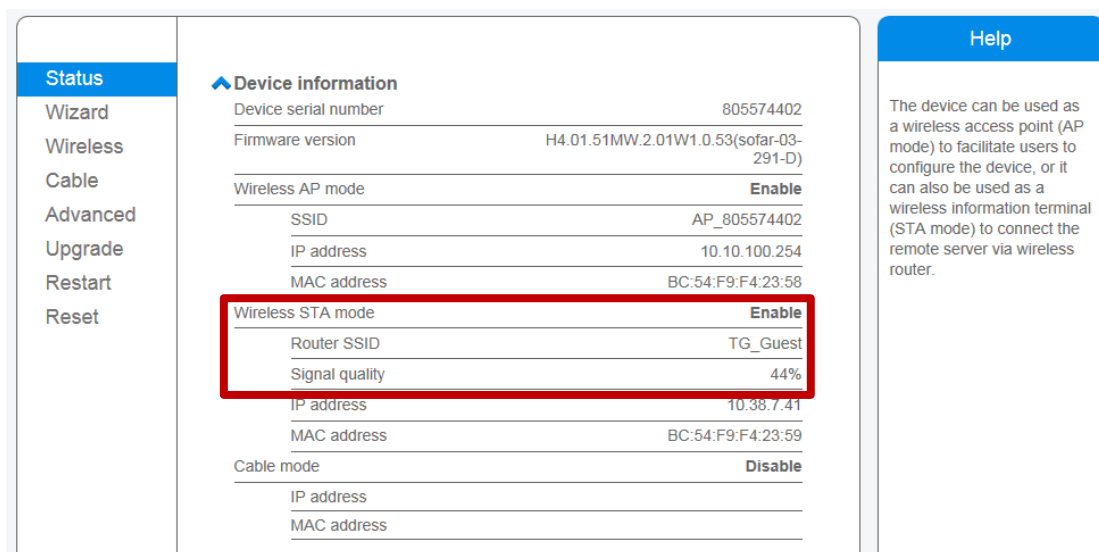 Status
Wizard
Wireless
Cable
Advanced
Upgrade
Restart
Reset
Device information
Device serial number 805574402
Firmware version H4.01.51MW.2.01W1.0.53(sofar-03-
291-D)
Wireless AP mode Enable
SSID AP_805574402
IP address 10.10.100.254
MAC address BC:54:F9:F4:23:58
Wireless STA mode Enable
Router SSID TG_Guest
Signal quality 44%
IP address 10.38.7.41
MAC address BC:54:F9:F4:23:59
Cable mode Disable
IP address
MAC address
Help
The device can be used as
a wireless access point (AP
mode) to facilitate users to
configure the device, or it
can also be used as a
wireless information terminal
(STA mode) to connect the
remote server via wireless
router.